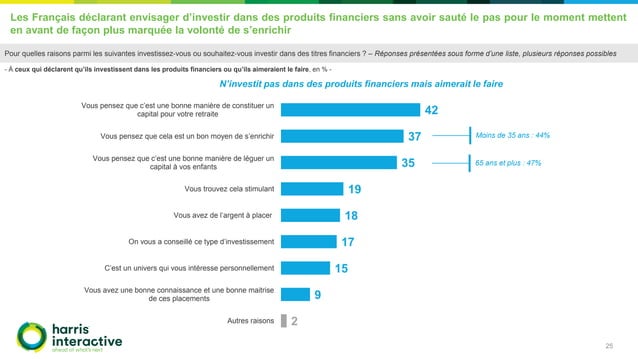 Les Français déclarant envisager d’investir dans des produits financiers sans avoir sauté le pas pour le moment mettent
en avant de façon plus marquée la volonté de s’enrichir
Pour quelles raisons parmi les suivantes investissez-vous ou souhaitez-vous investir dans des titres financiers ? – Réponses présentées sous forme d’une liste, plusieurs réponses possibles
- À ceux qui déclarent qu’ils investissent dans les produits financiers ou qu’ils aimeraient le faire, en % -
N’investit pas dans des produits financiers mais aimerait le faire
Vous pensez que c’est une bonne manière de constituer un
capital pour votre retraite
42
Vous pensez que cela est un bon moyen de s’enrichir
37
Moins de 35 ans : 44%
Vous pensez que c’est une bonne manière de léguer un
capital à vos enfants
35
65 ans et plus : 47%
Vous trouvez cela stimulant
19
Vous avez de l’argent à placer
18
On vous a conseillé ce type d’investissement
17
C’est un univers qui vous intéresse personnellement
15
Vous avez une bonne connaissance et une bonne maitrise
de ces placements
9
Autres raisons
2
harris
interactive
ahead of what’s next
25